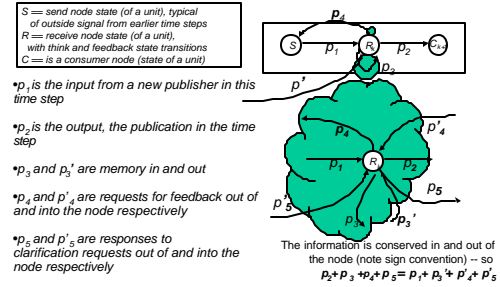 S == send node state (of a unit), typical
of outside signal from earlier time steps
R == receive node state (of a unit),
with think and feedback state transitions
C == is a consumer node (state of a unit)
•p1 is the input from a new publisher in this
time step
•p2 is the output, the publication in the time
step
•p3 and p3' are memory in and out
•p4 and p'4 are requests for feedback out of
and into the node respectively
•p5 and p'5 are responses to
clarification requests out of and into the
node respectively
p4
S
p1
p2
p3
p'
p4
p'4
p1
R
p2
p5
p'5
p3
p3'
The information is conserved in and out of
the node (note sign convention) -- so
p2+p3+p4+p5= p1+p3'+p'4+p'5